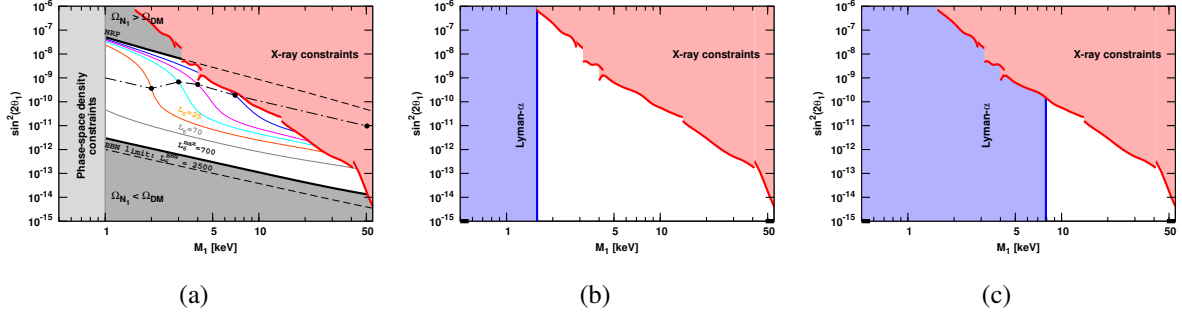 10⁻⁶
10⁻⁷
10⁻⁸
10⁻⁹
10⁻¹⁰
10⁻¹¹
10⁻¹²
10⁻¹³
10⁻¹⁴
10⁻¹⁵
sin²(2θ₁)
Phase-space density
constraints
Ω_N₁ > Ω_DM
NRP
X-ray constraints
L₆=25
L₆=70
L₆^max=700
BBN limit: L₆^BBN = 2500
Ω_N₁ < Ω_DM
1 5 10 50
M₁ [keV]
(a)
10⁻⁶
10⁻⁷
10⁻⁸
10⁻⁹
10⁻¹⁰
10⁻¹¹
10⁻¹²
10⁻¹³
10⁻¹⁴
10⁻¹⁵
sin²(2θ₁)
Lyman-α
X-ray constraints
1 5 10 50
M₁ [keV]
(b)
10⁻⁶
10⁻⁷
10⁻⁸
10⁻⁹
10⁻¹⁰
10⁻¹¹
10⁻¹²
10⁻¹³
10⁻¹⁴
10⁻¹⁵
sin²(2θ₁)
Lyman-α
X-ray constraints
1 5 10 50
M₁ [keV]
(c)